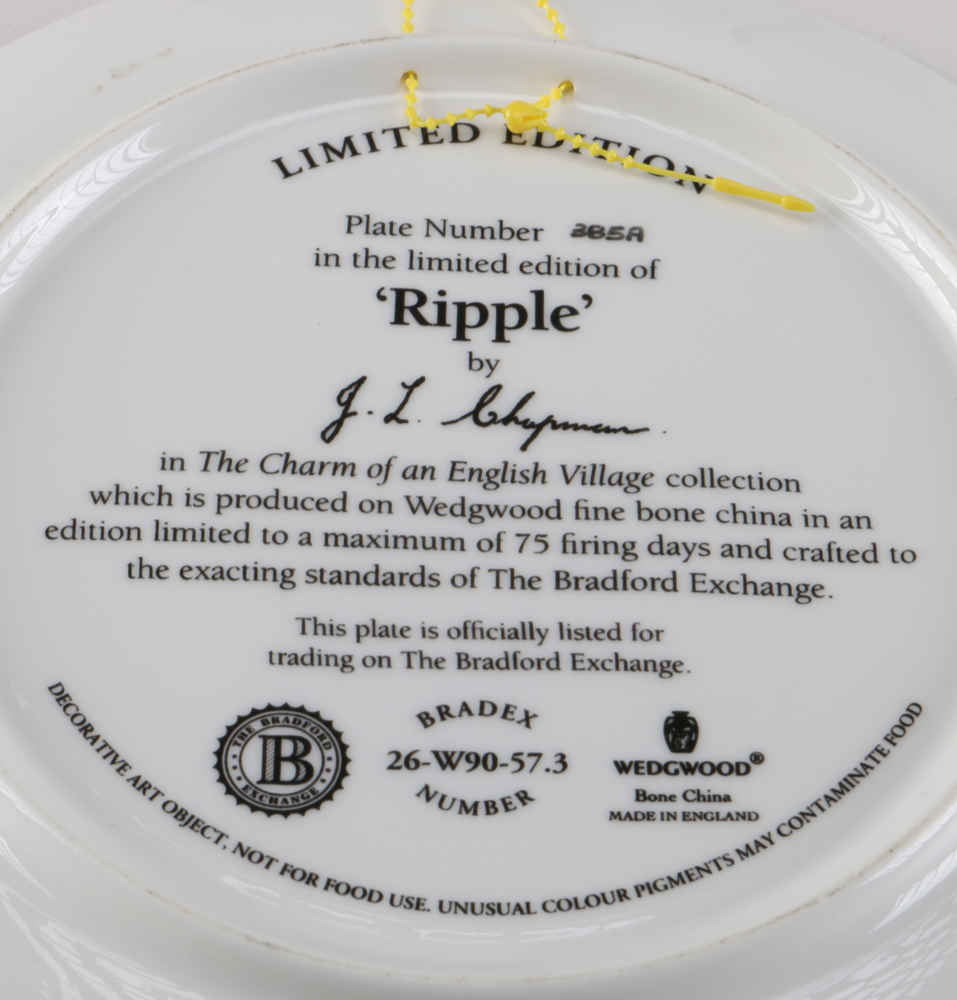 LIMITED EDITION
Plate Number 385A
in the limited edition of
‘Ripple’
by
J. L. Chapman
in The Charm of an English Village collection
which is produced on Wedgwood fine bone china in an
edition limited to a maximum of 75 firing days and crafted to
the exacting standards of The Bradford Exchange.
This plate is officially listed for
trading on The Bradford Exchange.
THE BRADFORD
B
EXCHANGE
BRADEX
26-W90-57.3
NUMBER
WEDGWOOD®
Bone China
MADE IN ENGLAND
DECORATIVE ART OBJECT, NOT FOR FOOD USE. UNUSUAL COLOUR PIGMENTS MAY CONTAMINATE FOOD